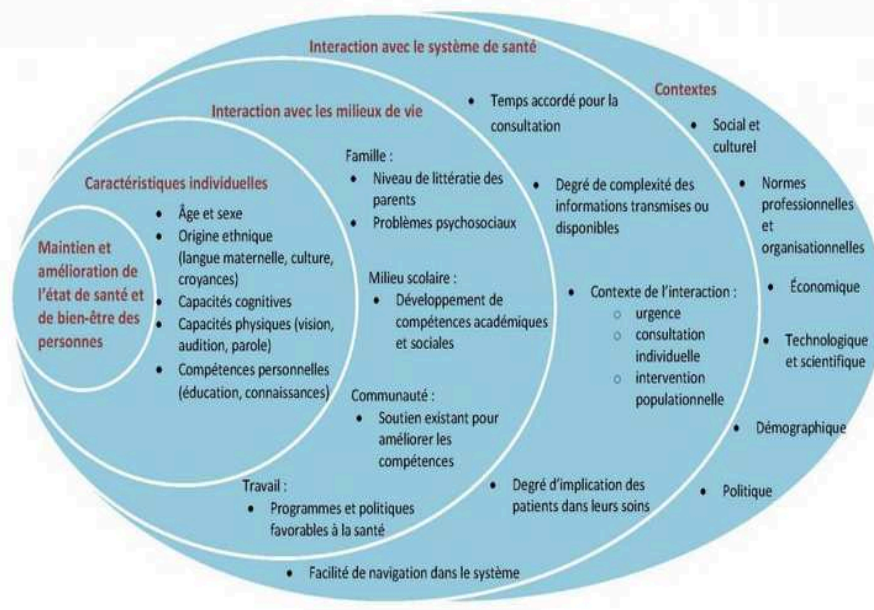 Interaction avec le système de santé
Interaction avec les milieux de vie
Contextes
Caractéristiques individuelles
Maintien et
amélioration de
l'état de santé et
de bien-être des
personnes
• Âge et sexe
• Origine ethnique
(langue maternelle, culture,
croyances)
• Capacités cognitives
• Capacités physiques (vision,
audition, parole)
• Compétences personnelles
(éducation, connaissances)
Famille :
• Niveau de littératie des
parents
• Problèmes psychosociaux
Milieu scolaire :
• Développement de
compétences académiques
et sociales
Communauté :
• Soutien existant pour
améliorer les
compétences
Travail :
• Programmes et politiques
favorables à la santé
• Temps accordé pour la
consultation
• Degré de complexité des
informations transmises ou
disponibles
• Contexte de l'interaction :
o urgence
o consultation
individuelle
o intervention
populationnelle
• Degré d'implication des
patients dans leurs soins
• Facilité de navigation dans le système
• Social et
culturel
• Normes
professionnelles
et
organisationnelles
• Économique
• Technologique
et scientifique
• Démographique
• Politique